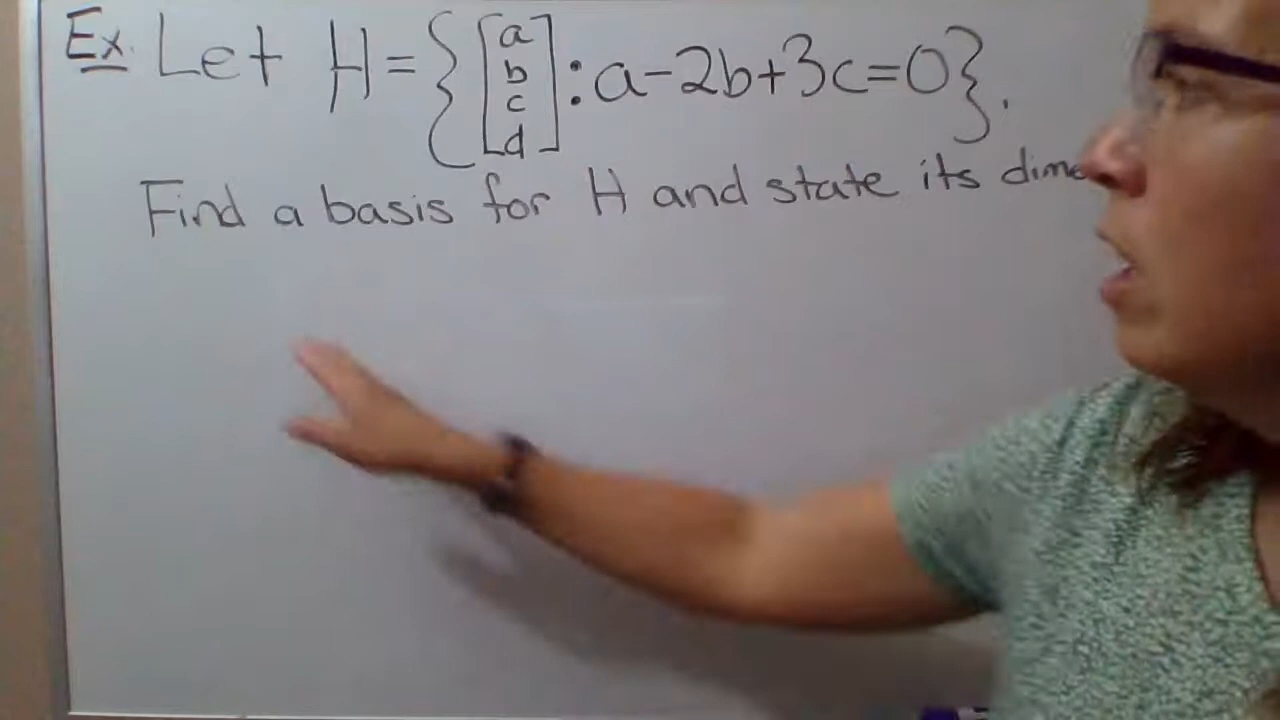 Ex. Let H = { [a b c d] : a-2b+3c=0 }.
Find a basis for H and state its